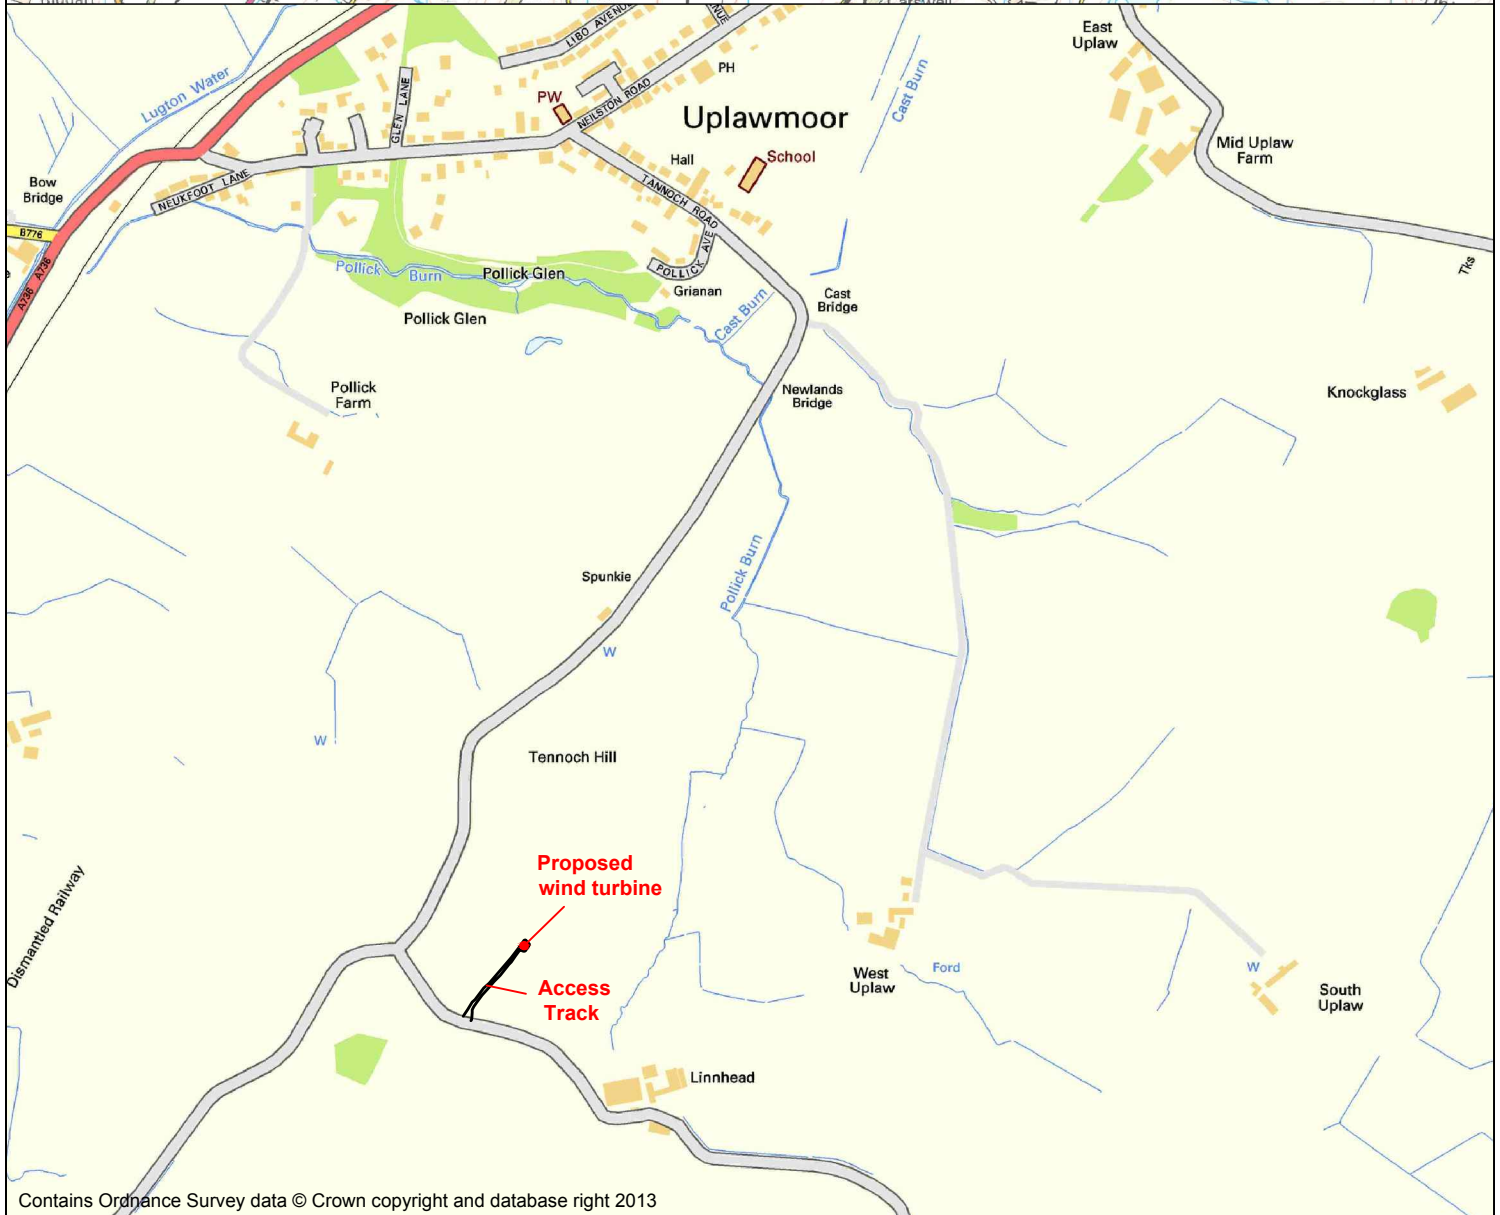 Carswell
East
Uplaw
LIBO AVENUE
PH
Cast Burn
Lugton Water
GLEN LANE
PW
NEILSTON ROAD
Uplawmoor
Mid Uplaw
Farm
Hall
School
Bow
Bridge
NEUKFOOT LANE
TANNOCH ROAD
B776
A736
A736
POLLICK AVE
Pollick Burn
Pollick Glen
Tks
Grianan
Cast
Bridge
Cast Burn
Pollick Glen
Pollick
Farm
Newlands
Bridge
Knockglass
Spunkie
Pollick Burn
W
W
Tennoch Hill
Proposed
wind turbine
Dismantled Railway
Access
Track
West
Uplaw
Ford
W
South
Uplaw
Linnhead
Contains Ordnance Survey data © Crown copyright and database right 2013